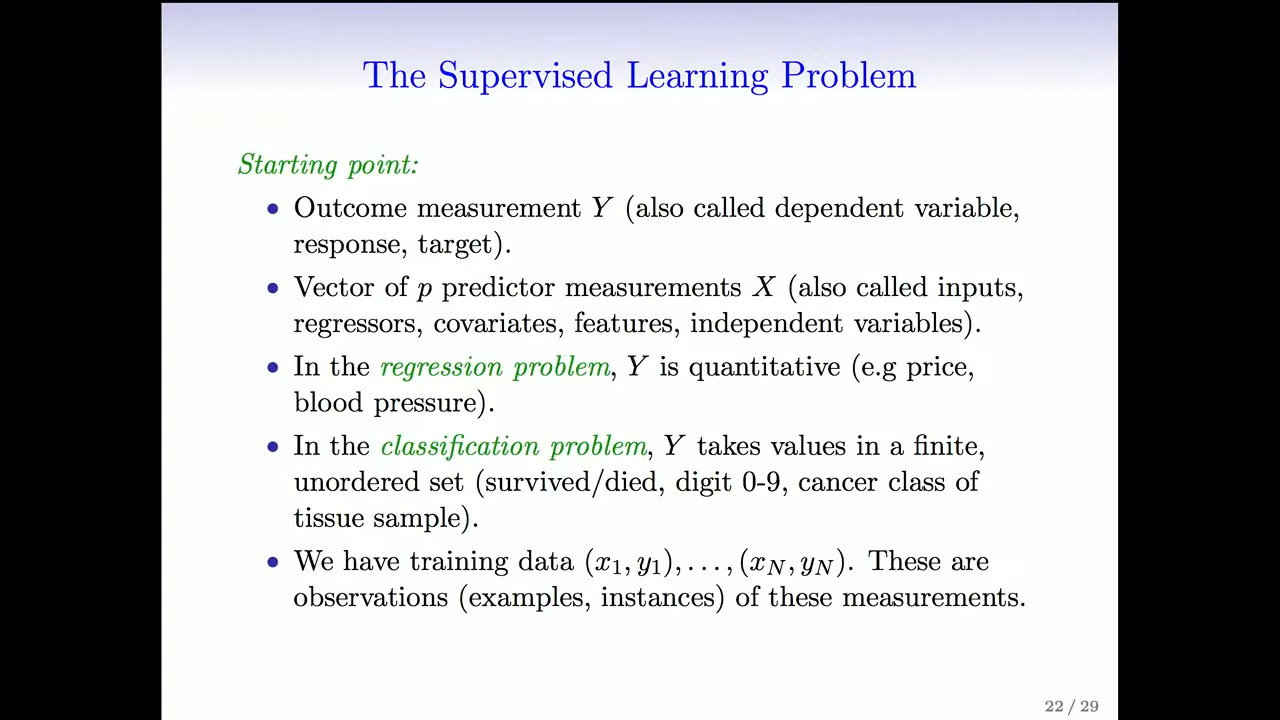 The Supervised Learning Problem
Starting point:
• Outcome measurement Y (also called dependent variable,
response, target).
• Vector of p predictor measurements X (also called inputs,
regressors, covariates, features, independent variables).
• In the regression problem, Y is quantitative (e.g price,
blood pressure).
• In the classification problem, Y takes values in a finite,
unordered set (survived/died, digit 0-9, cancer class of
tissue sample).
• We have training data (x₁, y₁), . . . , (x_N, y_N). These are
observations (examples, instances) of these measurements.
22 / 29